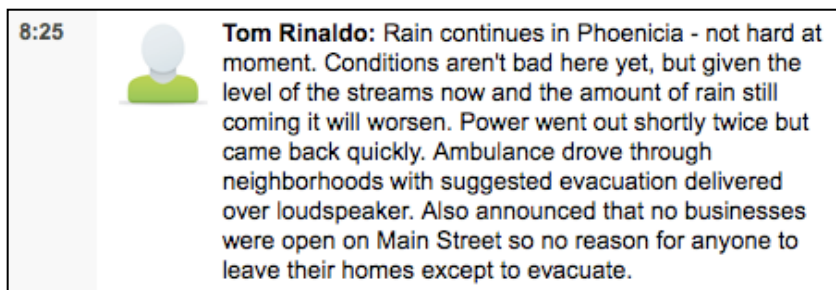 8:25
Tom Rinaldo: Rain continues in Phoenicia - not hard at
moment. Conditions aren't bad here yet, but given the
level of the streams now and the amount of rain still
coming it will worsen. Power went out shortly twice but
came back quickly. Ambulance drove through
neighborhoods with suggested evacuation delivered
over loudspeaker. Also announced that no businesses
were open on Main Street so no reason for anyone to
leave their homes except to evacuate.